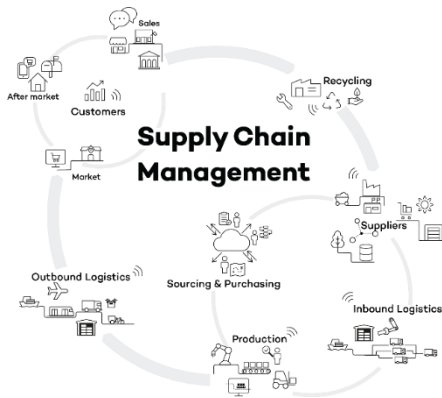 Sales
Recycling
After market
Customers
Supply Chain
Management
Market
Suppliers
Sourcing & Purchasing
Outbound Logistics
Inbound Logistics
Production